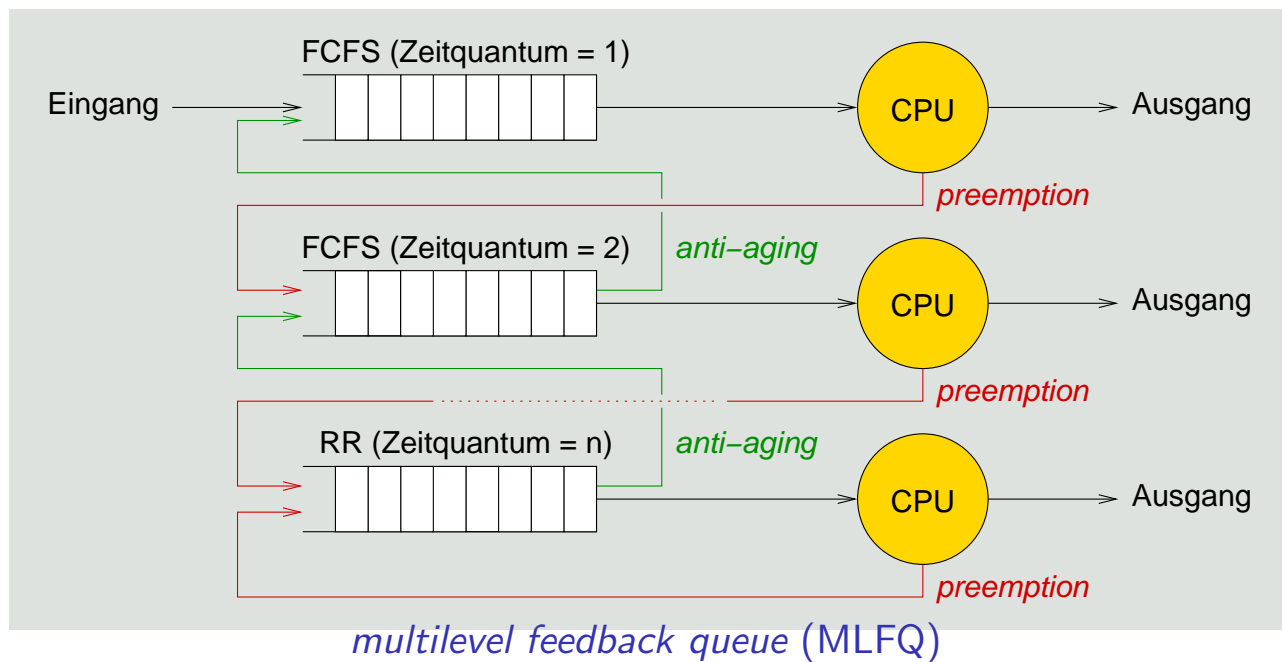 FCFS (Zeitquantum = 1)
Eingang
CPU
Ausgang
preemption
FCFS (Zeitquantum = 2)
anti−aging
CPU
Ausgang
preemption
RR (Zeitquantum = n)
anti−aging
CPU
Ausgang
preemption
multilevel feedback queue (MLFQ)